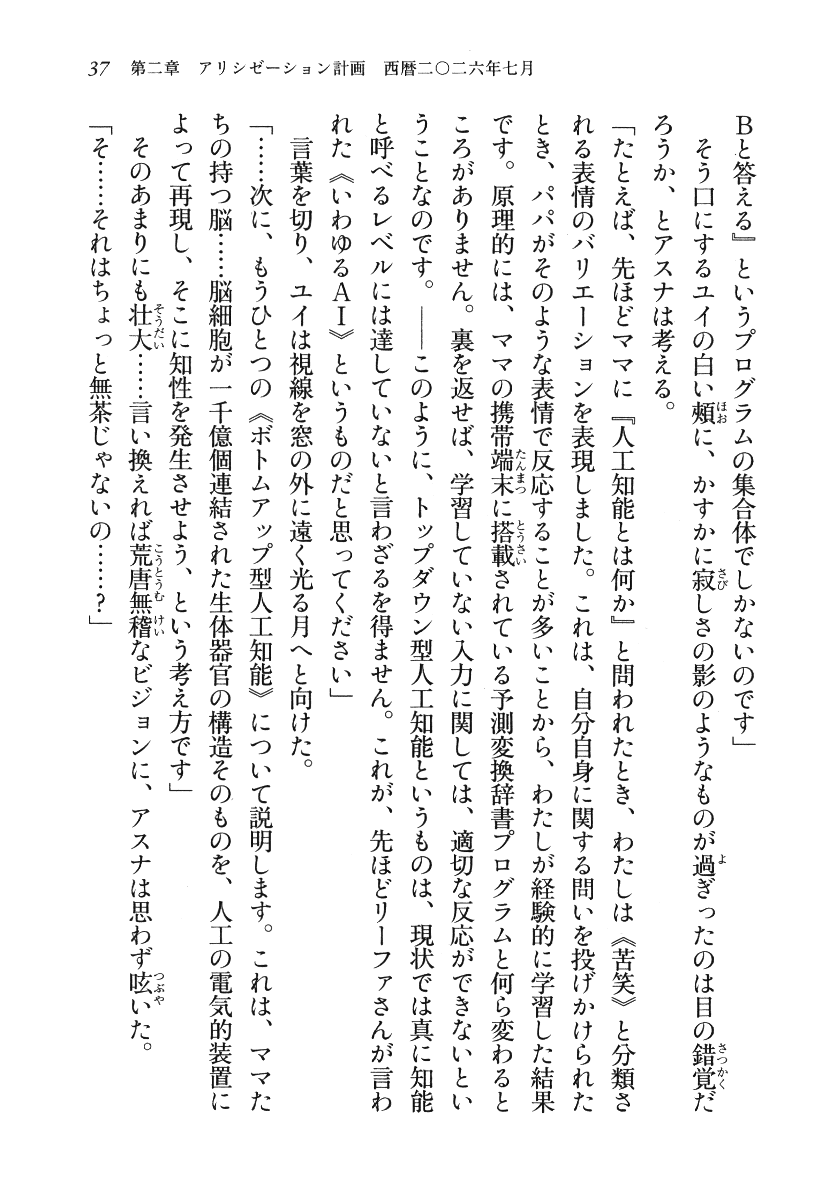 37　第二章　アリシゼーション計画　西暦二〇二六年七月
Bと答える』というプログラムの集合体でしかないのです」
　そう口にするユイの白い頰に、かすかに寂しさの影のようなものが過ぎったのは目の錯覚だ
ろうか、とアスナは考える。
「たとえば、先ほどママに『人工知能とは何か』と問われたとき、わたしは《苦笑》と分類さ
れる表情のバリエーションを表現しました。これは、自分自身に関する問いを投げかけられた
とき、パパがそのような表情で反応することが多いことから、わたしが経験的に学習した結果
です。原理的には、ママの携帯端末に搭載されている予測変換辞書プログラムと何ら変わると
ころがありません。裏を返せば、学習していない入力に関しては、適切な反応ができないとい
うことなのです。――このように、トップダウン型人工知能というものは、現状では真に知能
と呼べるレベルには達していないと言わざるを得ません。これが、先ほどリーファさんが言わ
れた《いわゆるAI》というものだと思ってください」
　言葉を切り、ユイは視線を窓の外に遠く光る月へと向けた。
「……次に、もうひとつの《ボトムアップ型人工知能》について説明します。これは、ママた
ちの持つ脳……脳細胞が一千億個連結された生体器官の構造そのものを、人工の電気的装置に
よって再現し、そこに知性を発生させよう、という考え方です」
　そのあまりにも壮大……言い換えれば荒唐無稽なビジョンに、アスナは思わず呟いた。
「そ……それはちょっと無茶じゃないの……？」